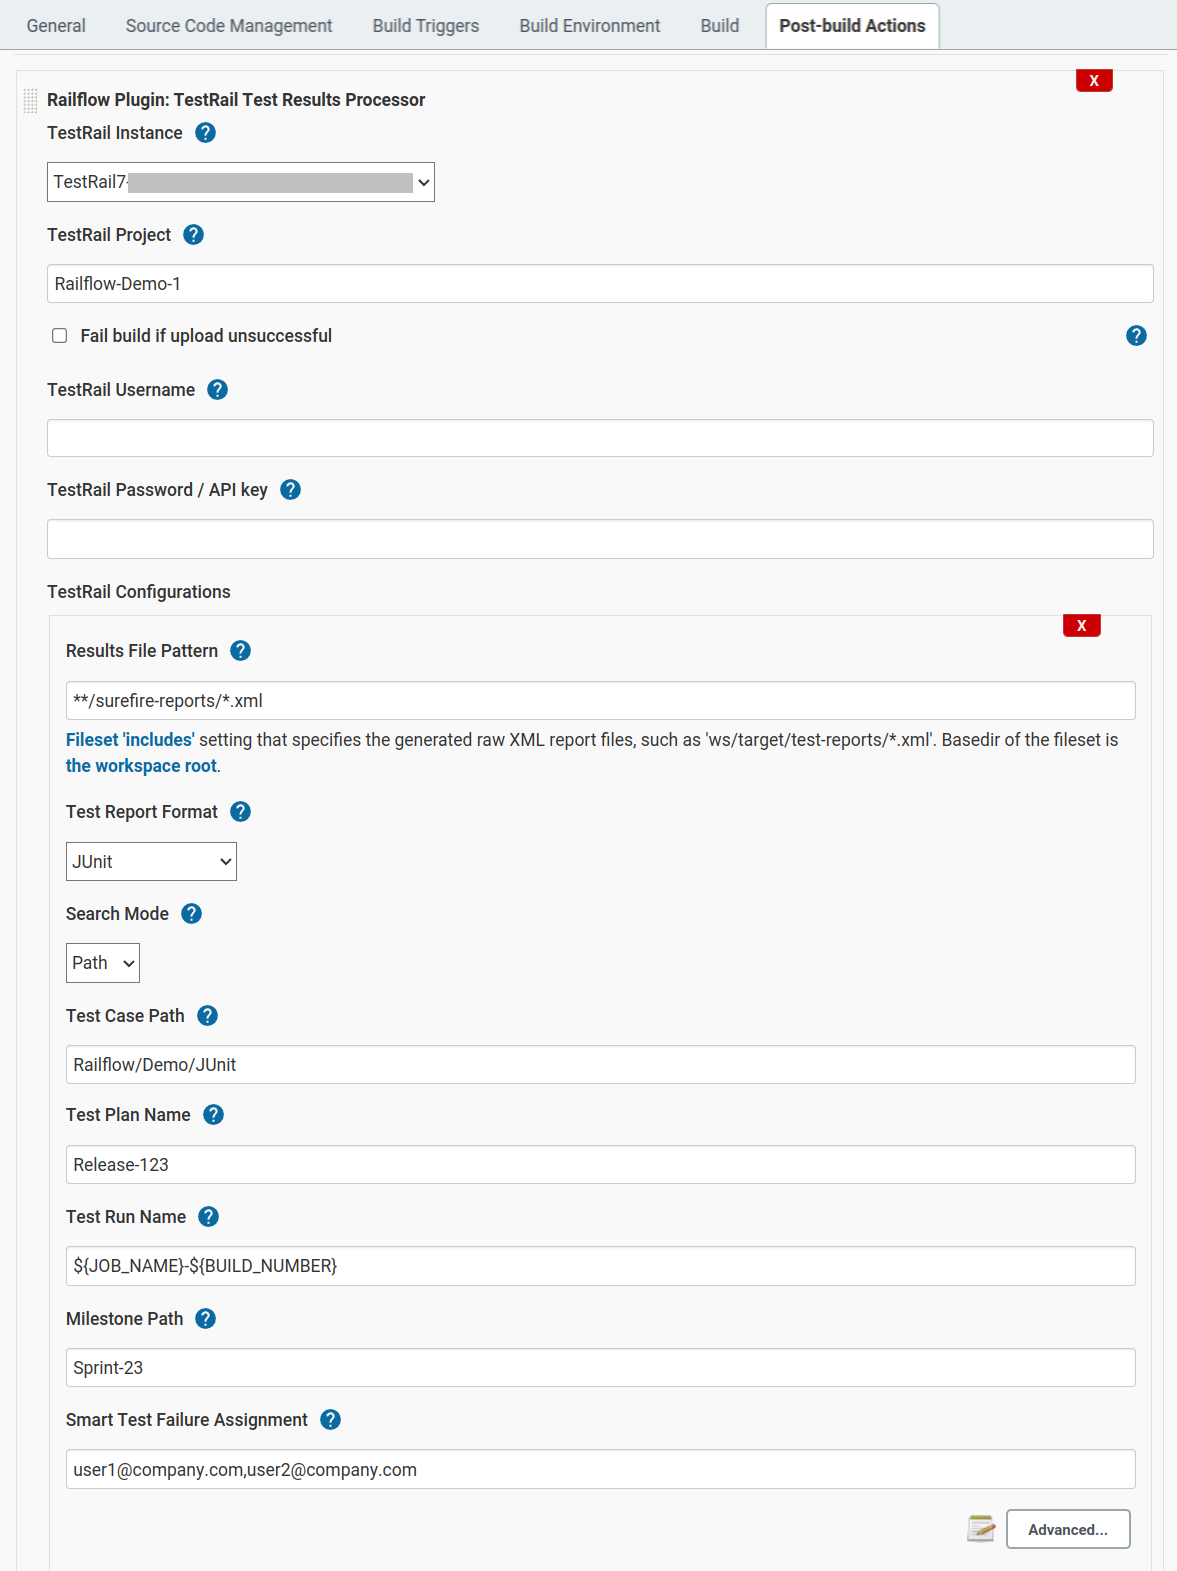 General Source Code Management Build Triggers Build Environment Build Post-build Actions
X
Railflow Plugin: TestRail Test Results Processor
TestRail Instance ?
TestRail7-
TestRail Project ?
Railflow-Demo-1
Fail build if upload unsuccessful ?
TestRail Username ?
TestRail Password / API key ?
TestRail Configurations
X
Results File Pattern ?
**/surefire-reports/*.xml
Fileset 'includes' setting that specifies the generated raw XML report files, such as 'ws/target/test-reports/*.xml'. Basedir of the fileset is
the workspace root.
Test Report Format ?
JUnit
Search Mode ?
Path
Test Case Path ?
Railflow/Demo/JUnit
Test Plan Name ?
Release-123
Test Run Name ?
${JOB_NAME}-${BUILD_NUMBER}
Milestone Path ?
Sprint-23
Smart Test Failure Assignment ?
user1@company.com,user2@company.com
Advanced...